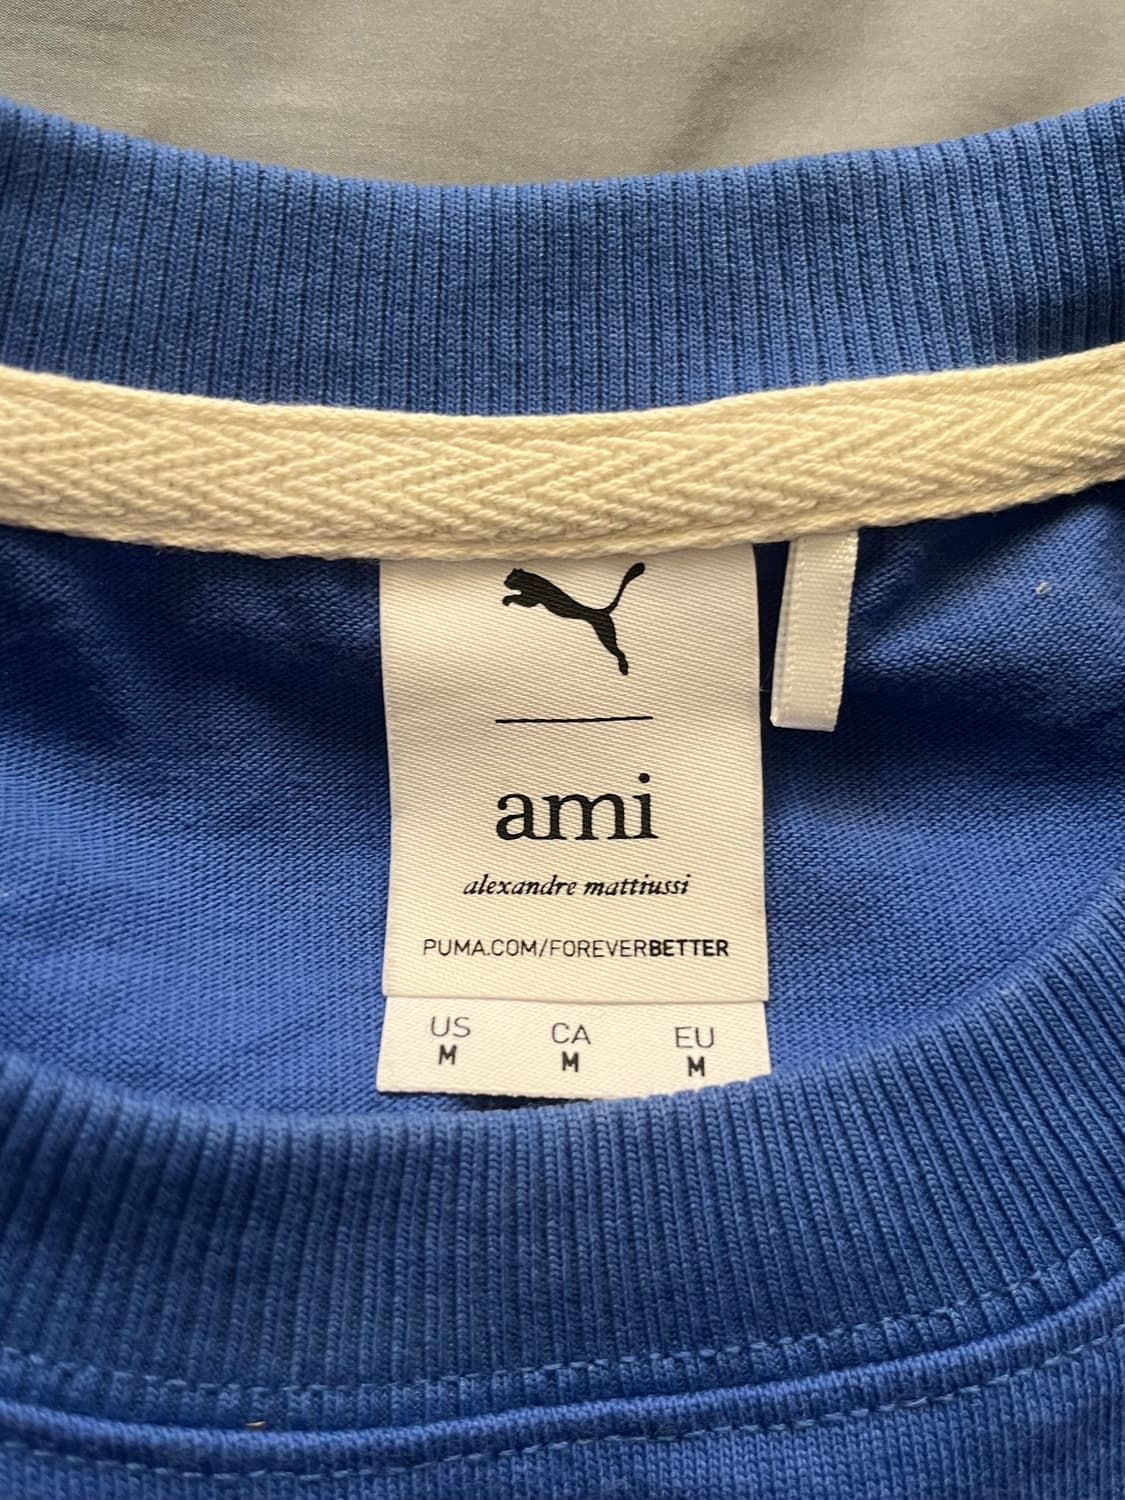 ami
alexandre mattiussi
PUMA.COM/FOREVERBETTER
US CA EU
M M M